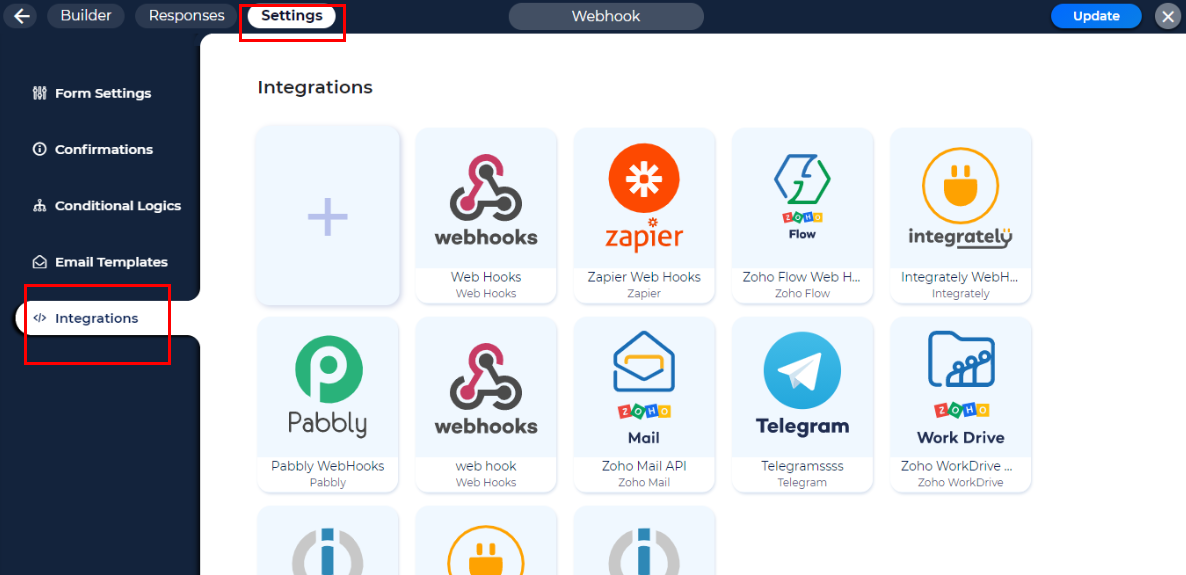 Builder
Responses
Settings
Webhook
Update
Form Settings
Confirmations
Conditional Logics
Email Templates
</> Integrations
Integrations
webhooks
Web Hooks
Web Hooks
zapier
Zapier Web Hooks
Zapier
ZOHO
Flow
Zoho Flow Web H...
Zoho Flow
integrately
Integrately WebH...
Integrately
Pabbly
Pabbly WebHooks
Pabbly
webhooks
web hook
Web Hooks
ZOHO
Mail
Zoho Mail API
Zoho Mail
Telegram
Telegramssss
Telegram
ZOHO
Work Drive
Zoho WorkDrive ...
Zoho WorkDrive